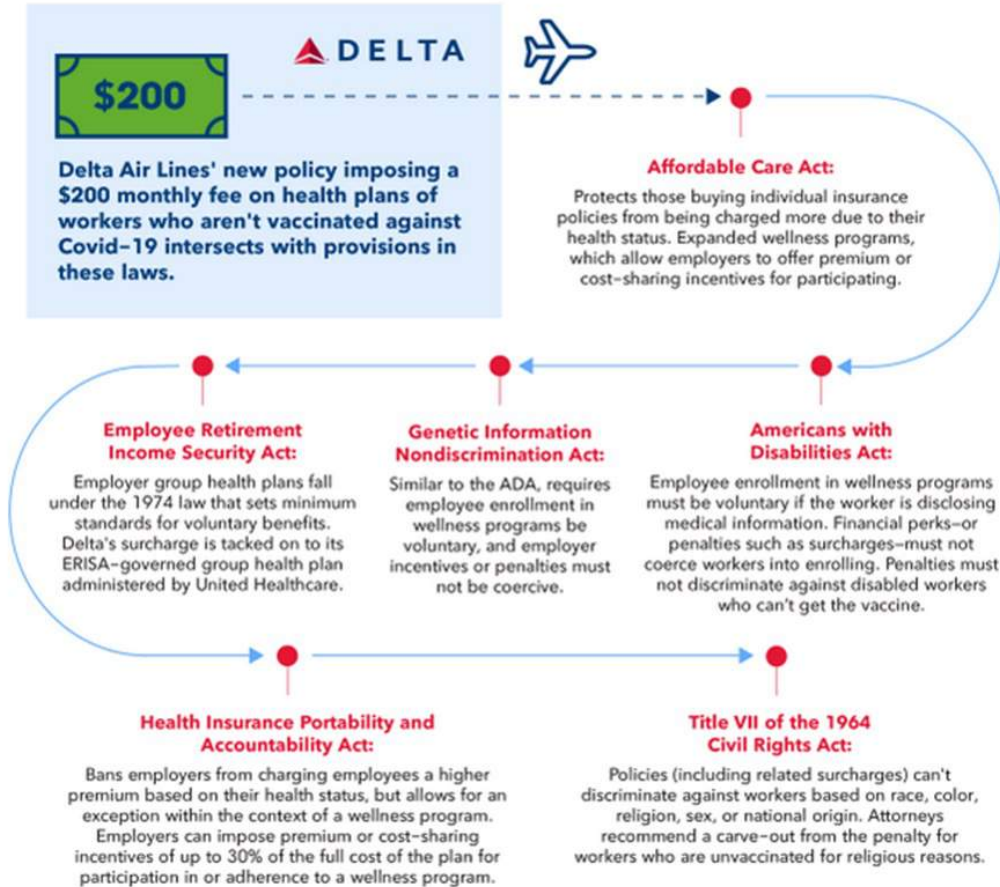 DELTA
$200
Delta Air Lines' new policy imposing a
$200 monthly fee on health plans of
workers who aren't vaccinated against
Covid-19 intersects with provisions in
these laws.
Affordable Care Act:
Protects those buying individual insurance
policies from being charged more due to their
health status. Expanded wellness programs,
which allow employers to offer premium or
cost-sharing incentives for participating.
Americans with
Disabilities Act:
Employee enrollment in wellness programs
must be voluntary if the worker is disclosing
medical information. Financial perks—or
penalties such as surcharges—must not
coerce workers into enrolling. Penalties must
not discriminate against disabled workers
who can't get the vaccine.
Genetic Information
Nondiscrimination Act:
Similar to the ADA, requires
employee enrollment in
wellness programs be
voluntary, and employer
incentives or penalties must
not be coercive.
Employee Retirement
Income Security Act:
Employer group health plans fall
under the 1974 law that sets minimum
standards for voluntary benefits.
Delta's surcharge is tacked on to its
ERISA-governed group health plan
administered by United Healthcare.
Health Insurance Portability and
Accountability Act:
Bans employers from charging employees a higher
premium based on their health status, but allows for an
exception within the context of a wellness program.
Employers can impose premium or cost-sharing
incentives of up to 30% of the full cost of the plan for
participation in or adherence to a wellness program.
Title VII of the 1964
Civil Rights Act:
Policies (including related surcharges) can't
discriminate against workers based on race, color,
religion, sex, or national origin. Attorneys
recommend a carve-out from the penalty for
workers who are unvaccinated for religious reasons.